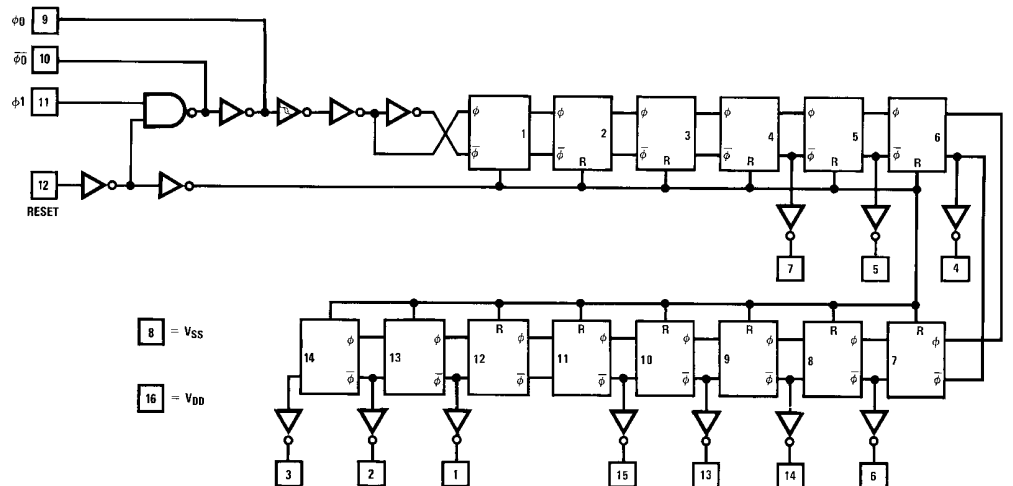 ϕ0 9
ϕ̅0̅ 10
ϕ1 11
12
RESET
ϕ ϕ ϕ ϕ ϕ ϕ
1 2 3 4 5 6
ϕ̅ ϕ̅ ϕ̅ ϕ̅ ϕ̅ ϕ̅
R R R R R
7 5 4
8 = VSS
16 = VDD
R R R R R R
ϕ ϕ ϕ ϕ ϕ ϕ ϕ ϕ
14 13 12 11 10 9 8 7
ϕ̅ ϕ̅ ϕ̅ ϕ̅ ϕ̅ ϕ̅ ϕ̅
3 2 1 15 13 14 6